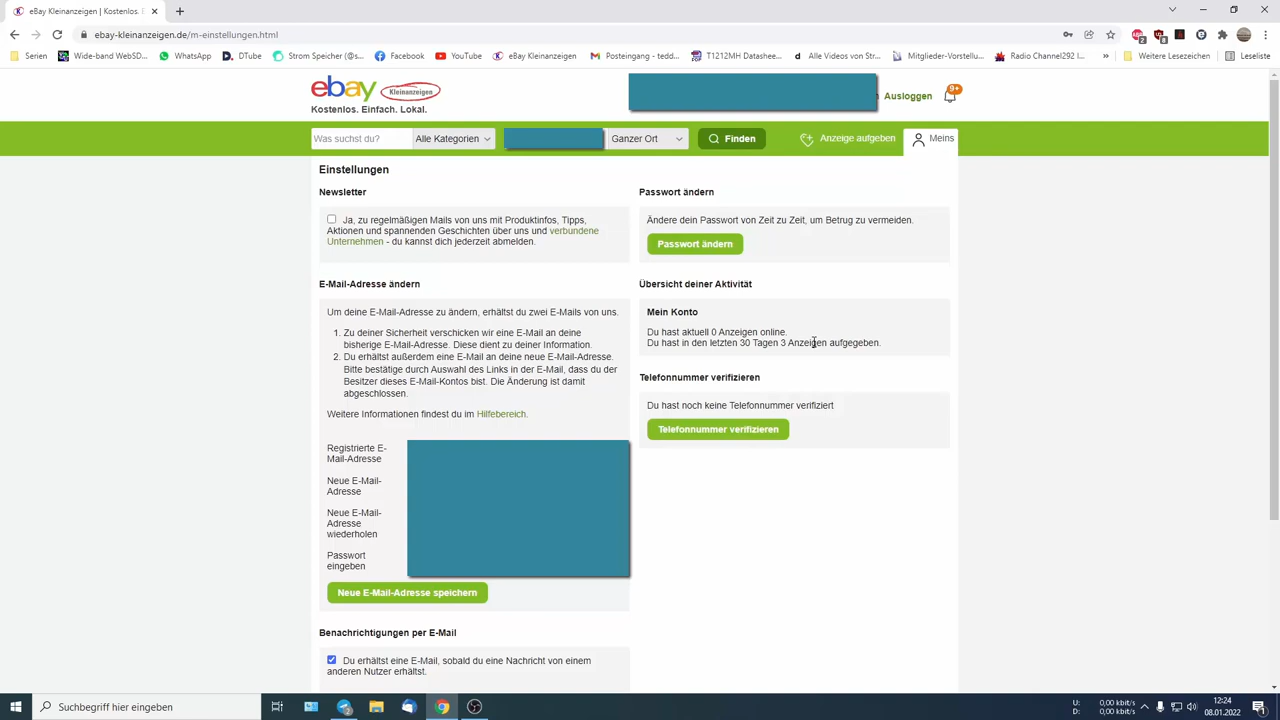 eBay Kleinanzeigen | Kostenlos. E
ebay-kleinanzeigen.de/m-einstellungen.html
Serien
Wide-band WebSD...
WhatsApp
DTube
Strom Speicher (@s...
Facebook
YouTube
eBay Kleinanzeigen
Posteingang - tedd...
T1212MH Datashee...
Alle Videos von Str...
Mitglieder-Vorstellu...
Radio Channel292 l...
Weitere Lesezeichen
Leseliste
ebay Kleinanzeigen
Kostenlos. Einfach. Lokal.
Ausloggen
9+
Was suchst du?
Alle Kategorien
Ganzer Ort
Finden
Anzeige aufgeben
Meins
Einstellungen
Newsletter
Ja, zu regelmäßigen Mails von uns mit Produktinfos, Tipps,
Aktionen und spannenden Geschichten über uns und verbundene
Unternehmen - du kannst dich jederzeit abmelden.
E-Mail-Adresse ändern
Um deine E-Mail-Adresse zu ändern, erhältst du zwei E-Mails von uns.
1. Zu deiner Sicherheit verschicken wir eine E-Mail an deine
bisherige E-Mail-Adresse. Diese dient zu deiner Information.
2. Du erhältst außerdem eine E-Mail an deine neue E-Mail-Adresse.
Bitte bestätige durch Auswahl des Links in der E-Mail, dass du der
Besitzer dieses E-Mail-Kontos bist. Die Änderung ist damit
abgeschlossen.
Weitere Informationen findest du im Hilfebereich.
Registrierte E-
Mail-Adresse
Neue E-Mail-
Adresse
Neue E-Mail-
Adresse
wiederholen
Passwort
eingeben
Neue E-Mail-Adresse speichern
Benachrichtigungen per E-Mail
Du erhältst eine E-Mail, sobald du eine Nachricht von einem
anderen Nutzer erhältst.
Passwort ändern
Ändere dein Passwort von Zeit zu Zeit, um Betrug zu vermeiden.
Passwort ändern
Übersicht deiner Aktivität
Mein Konto
Du hast aktuell 0 Anzeigen online.
Du hast in den letzten 30 Tagen 3 Anzeigen aufgegeben.
Telefonnummer verifizieren
Du hast noch keine Telefonnummer verifiziert
Telefonnummer verifizieren
Suchbegriff hier eingeben
U: 0,00 kbit/s
D: 0,00 kbit/s
12:24
08.01.2022